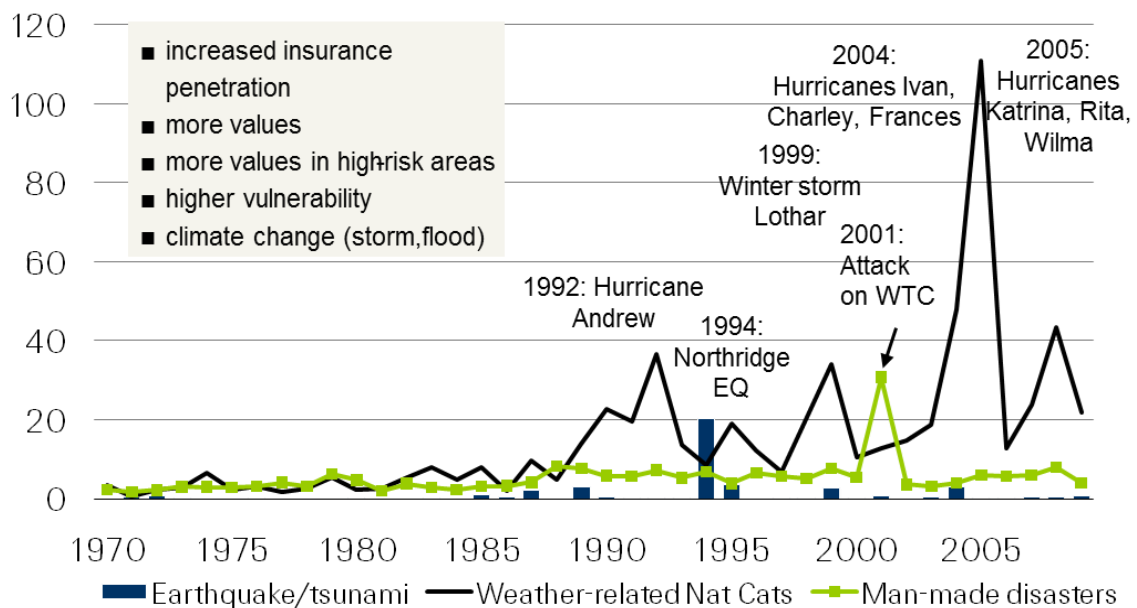 120
100
80
60
40
20
0
■ increased insurance
penetration
■ more values
■ more values in high-risk areas
■ higher vulnerability
■ climate change (storm,flood)
1992: Hurricane
Andrew
1994:
Northridge
EQ
1999:
Winter storm
Lothar
2001:
Attack
on WTC
2004:
Hurricanes Ivan,
Charley, Frances
2005:
Hurricanes
Katrina, Rita,
Wilma
1970 1975 1980 1985 1990 1995 2000 2005
Earthquake/tsunami Weather-related Nat Cats Man-made disasters